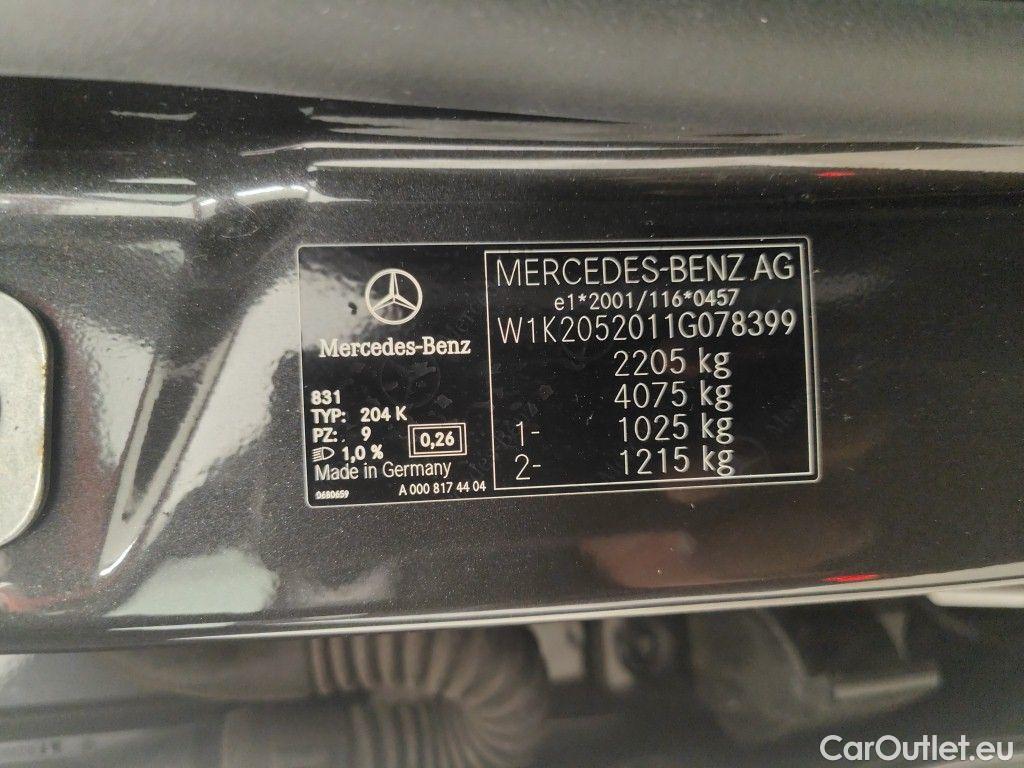 Mercedes-Benz
831
TYP: 204 K
PZ: 9
1,0 %
0,26
Made in Germany
0680659
A 000 817 44 04
MERCEDES-BENZ AG
e1*2001/116*0457
W1K2052011G078399
2205 kg
4075 kg
1- 1025 kg
2- 1215 kg
CarOutlet.eu